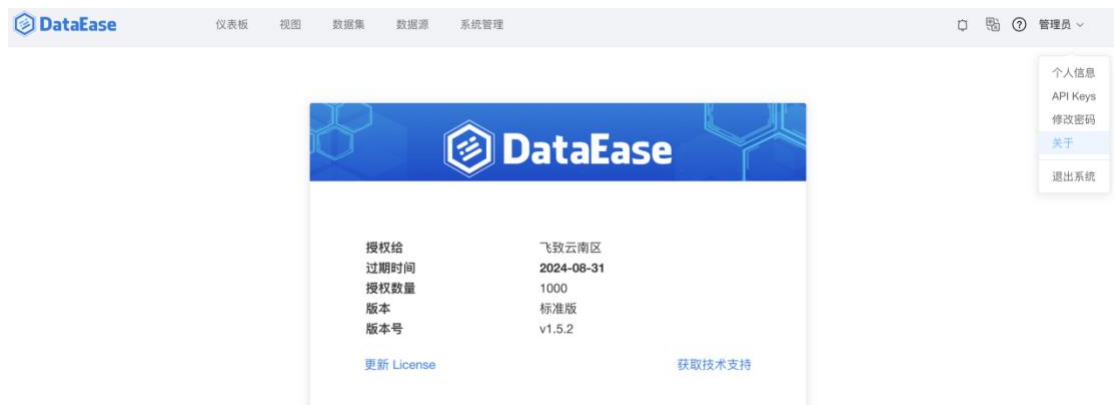 DataEase 仪表板 视图 数据集 数据源 系统管理 管理员
个人信息
API Keys
修改密码
关于
退出系统
DataEase
授权给 飞致云南区
过期时间 2024-08-31
授权数量 1000
版本 标准版
版本号 v1.5.2
更新 License 获取技术支持